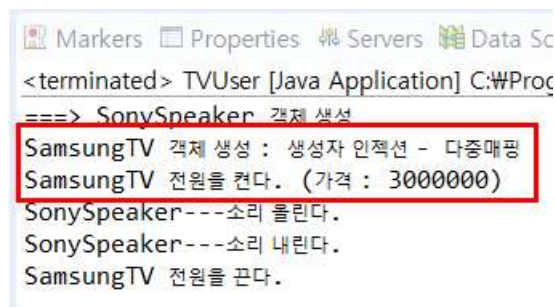 Markers Properties Servers Data Sc
<terminated> TVUser [Java Application] C:₩Prog
===> SonySpeaker 객체 생성
SamsungTV 객체 생성 : 생성자 인젝션 - 다중매핑
SamsungTV 전원을 켠다. (가격 : 3000000)
SonySpeaker---소리 올린다.
SonySpeaker---소리 내린다.
SamsungTV 전원을 끈다.